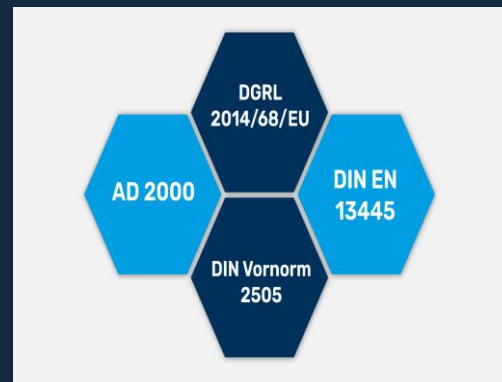 DGRL
2014/68/EU
AD 2000
DIN EN
13445
DIN Vornorm
2505